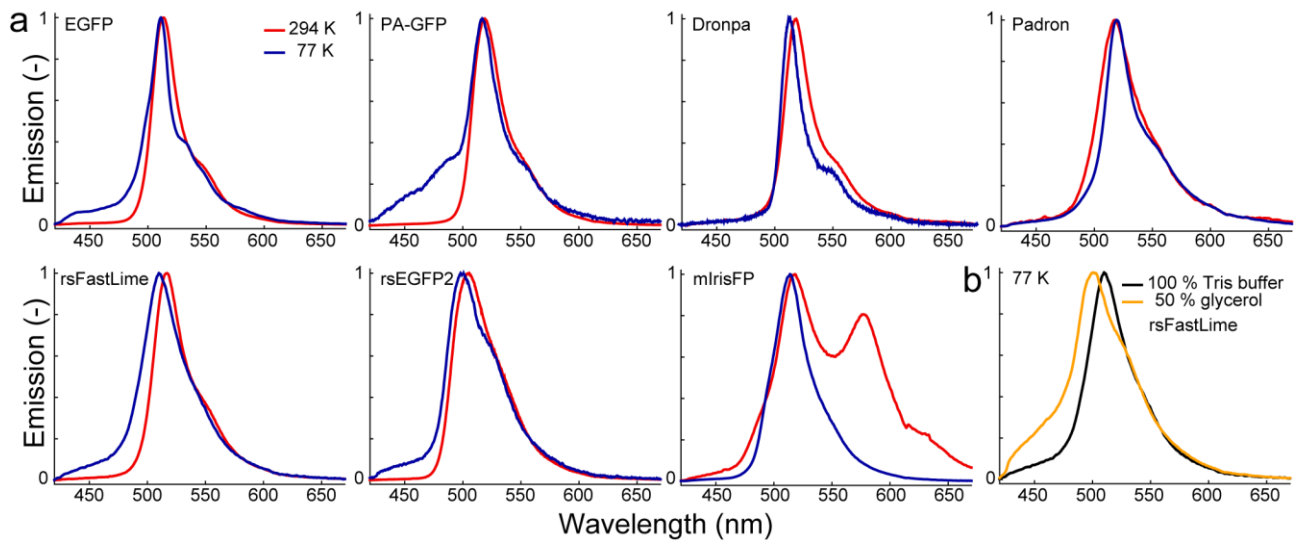 a
EGFP
294 K
77 K
PA-GFP
Dronpa
Padron
Emission (-)
1
0
450 500 550 600 650
1
0
450 500 550 600 650
1
0
450 500 550 600 650
1
0
450 500 550 600 650
rsFastLime
rsEGFP2
mIrisFP
b
77 K
100 % Tris buffer
50 % glycerol
rsFastLime
Emission (-)
1
0
450 500 550 600 650
1
0
450 500 550 600 650
1
0
450 500 550 600 650
1
0
450 500 550 600 650
Wavelength (nm)